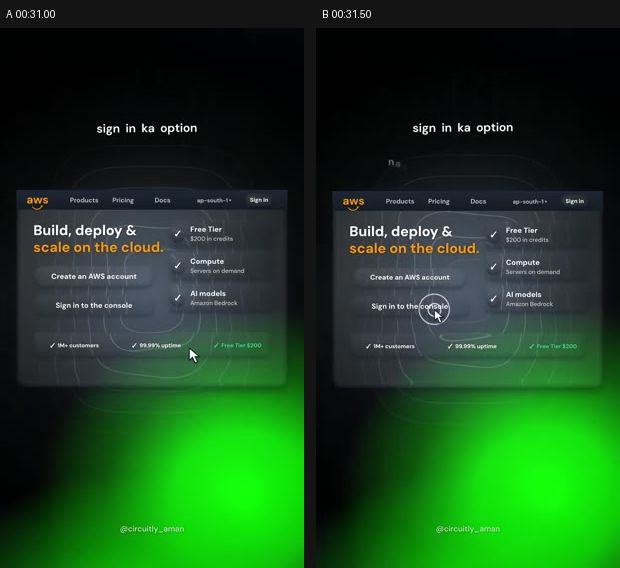 A 00:31.00
sign in ka option
aws
Products
Pricing
Docs
ap-south-1
Sign in
Build, deploy &
scale on the cloud.
Create an AWS account
Sign in to the console
✓ Free Tier
$200 in credits
✓ Compute
Servers on demand
✓ AI models
Amazon Bedrock
✓ 1M+ customers
✓ 99.99% uptime
✓ Free Tier $200
@circuitly_aman
B 00:31.50
sign in ka option
na
aws
Products
Pricing
Docs
ap-south-1
Sign in
Build, deploy &
scale on the cloud.
Create an AWS account
Sign in to the console
✓ Free Tier
$200 in credits
✓ Compute
Servers on demand
✓ AI models
Amazon Bedrock
✓ 1M+ customers
✓ 99.99% uptime
✓ Free Tier $200
@circuitly_aman